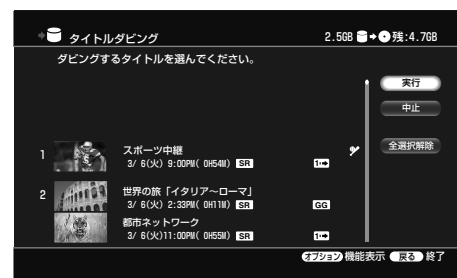 タイトルダビング 2.5GB 残:4.7GB
ダビングするタイトルを選んでください。
実行
中止
全選択解除
1 スポーツ中継
3/ 6(火) 9:00PM( 0H54M) SR 1
2 世界の旅「イタリア〜ローマ」
3/ 6(火) 2:33PM( 0H11M) SR GG
都市ネットワーク
3/ 6(火)11:00PM( 0H55M) SR 1
オプション 機能表示 戻る 終了